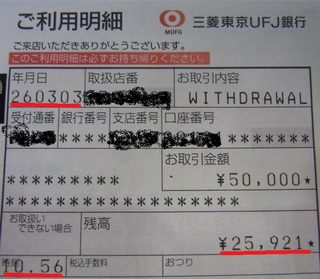 ご利用明細
MUFG
三菱東京UFJ銀行
ご来店いただきありがとうございます。
このご利用明細は必ずお持ち帰りください。
年月日 取扱店番 お取引内容
260303 WITHDRAWAL
受付通番 銀行番号 支店番号 口座番号
お取引金額
¥50,000★
お取扱いできない場合 残高
¥25,921★
時刻 税込手数料 おつり
10.56